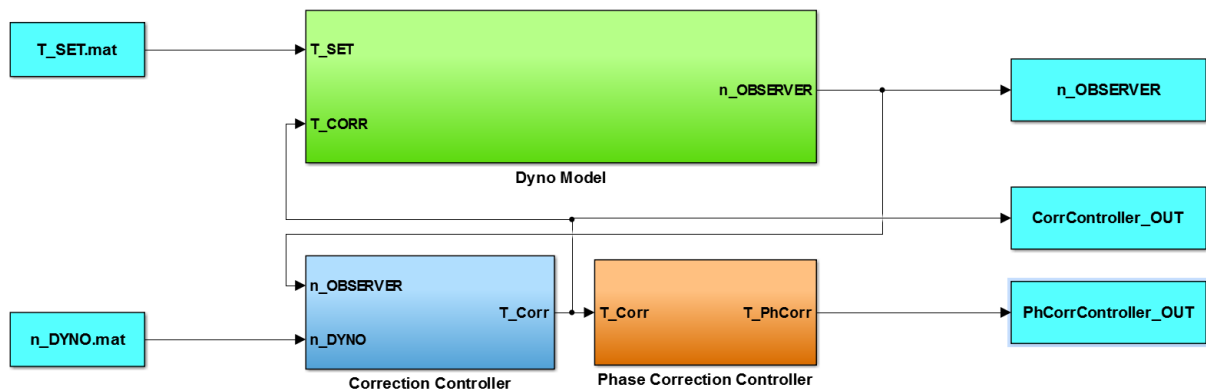 T_SET.mat
T_SET
n_OBSERVER
n_OBSERVER
T_CORR
Dyno Model
CorrController_OUT
n_OBSERVER
T_Corr
T_Corr
T_PhCorr
PhCorrController_OUT
n_DYNO.mat
n_DYNO
Correction Controller
Phase Correction Controller